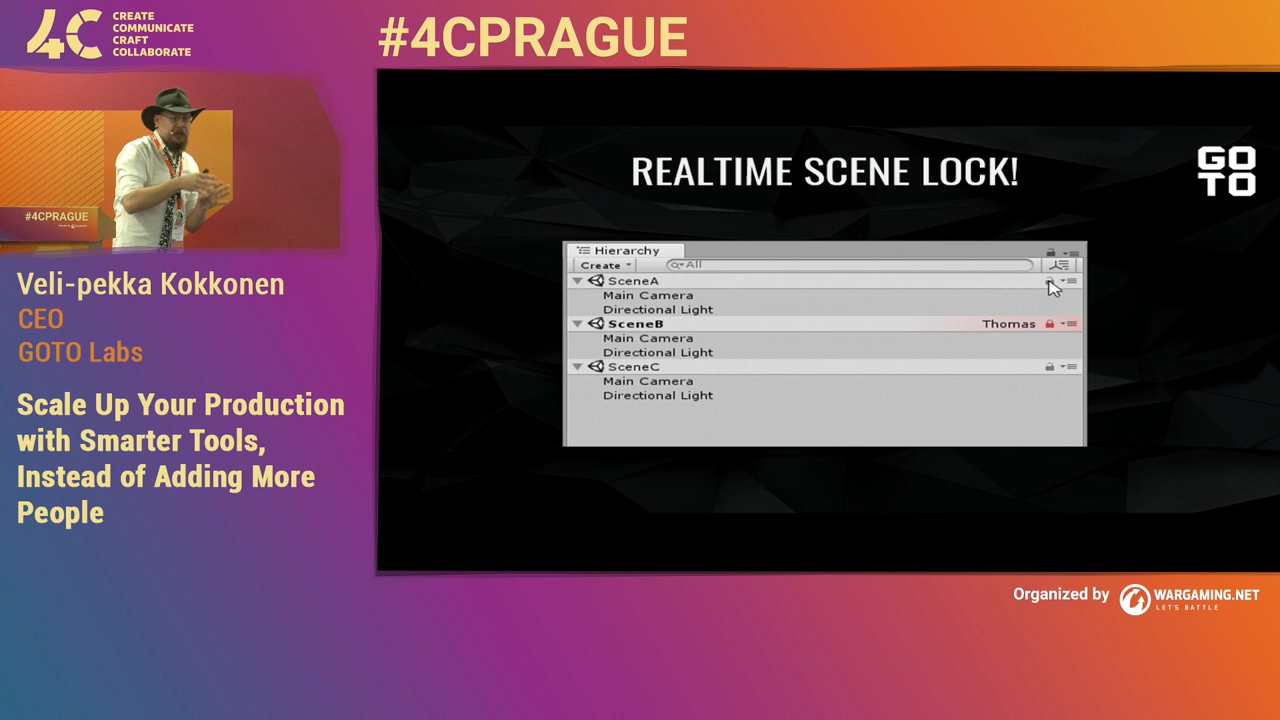 4C
CREATE
COMMUNICATE
CRAFT
COLLABORATE
#4CPRAGUE
#4CPRAGUE
Veli-pekka Kokkonen
CEO
GOTO Labs
Scale Up Your Production
with Smarter Tools,
Instead of Adding More
People
REALTIME SCENE LOCK!
GO
TO
Hierarchy
Create
All
SceneA
Main Camera
Directional Light
SceneB Thomas
Main Camera
Directional Light
SceneC
Main Camera
Directional Light
Organized by
WARGAMING.NET
LET'S BATTLE